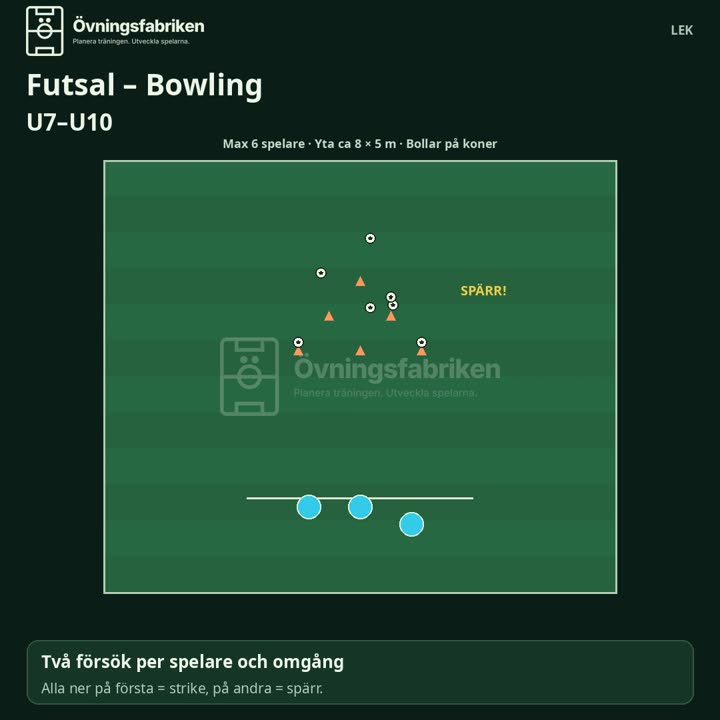 Övningsfabriken
Planera träningen. Utveckla spelarna.
LEK
Futsal – Bowling
U7–U10
Max 6 spelare · Yta ca 8 × 5 m · Bollar på koner
SPÄRR!
Övningsfabriken
Planera träningen. Utveckla spelarna.
Två försök per spelare och omgång
Alla ner på första = strike, på andra = spärr.